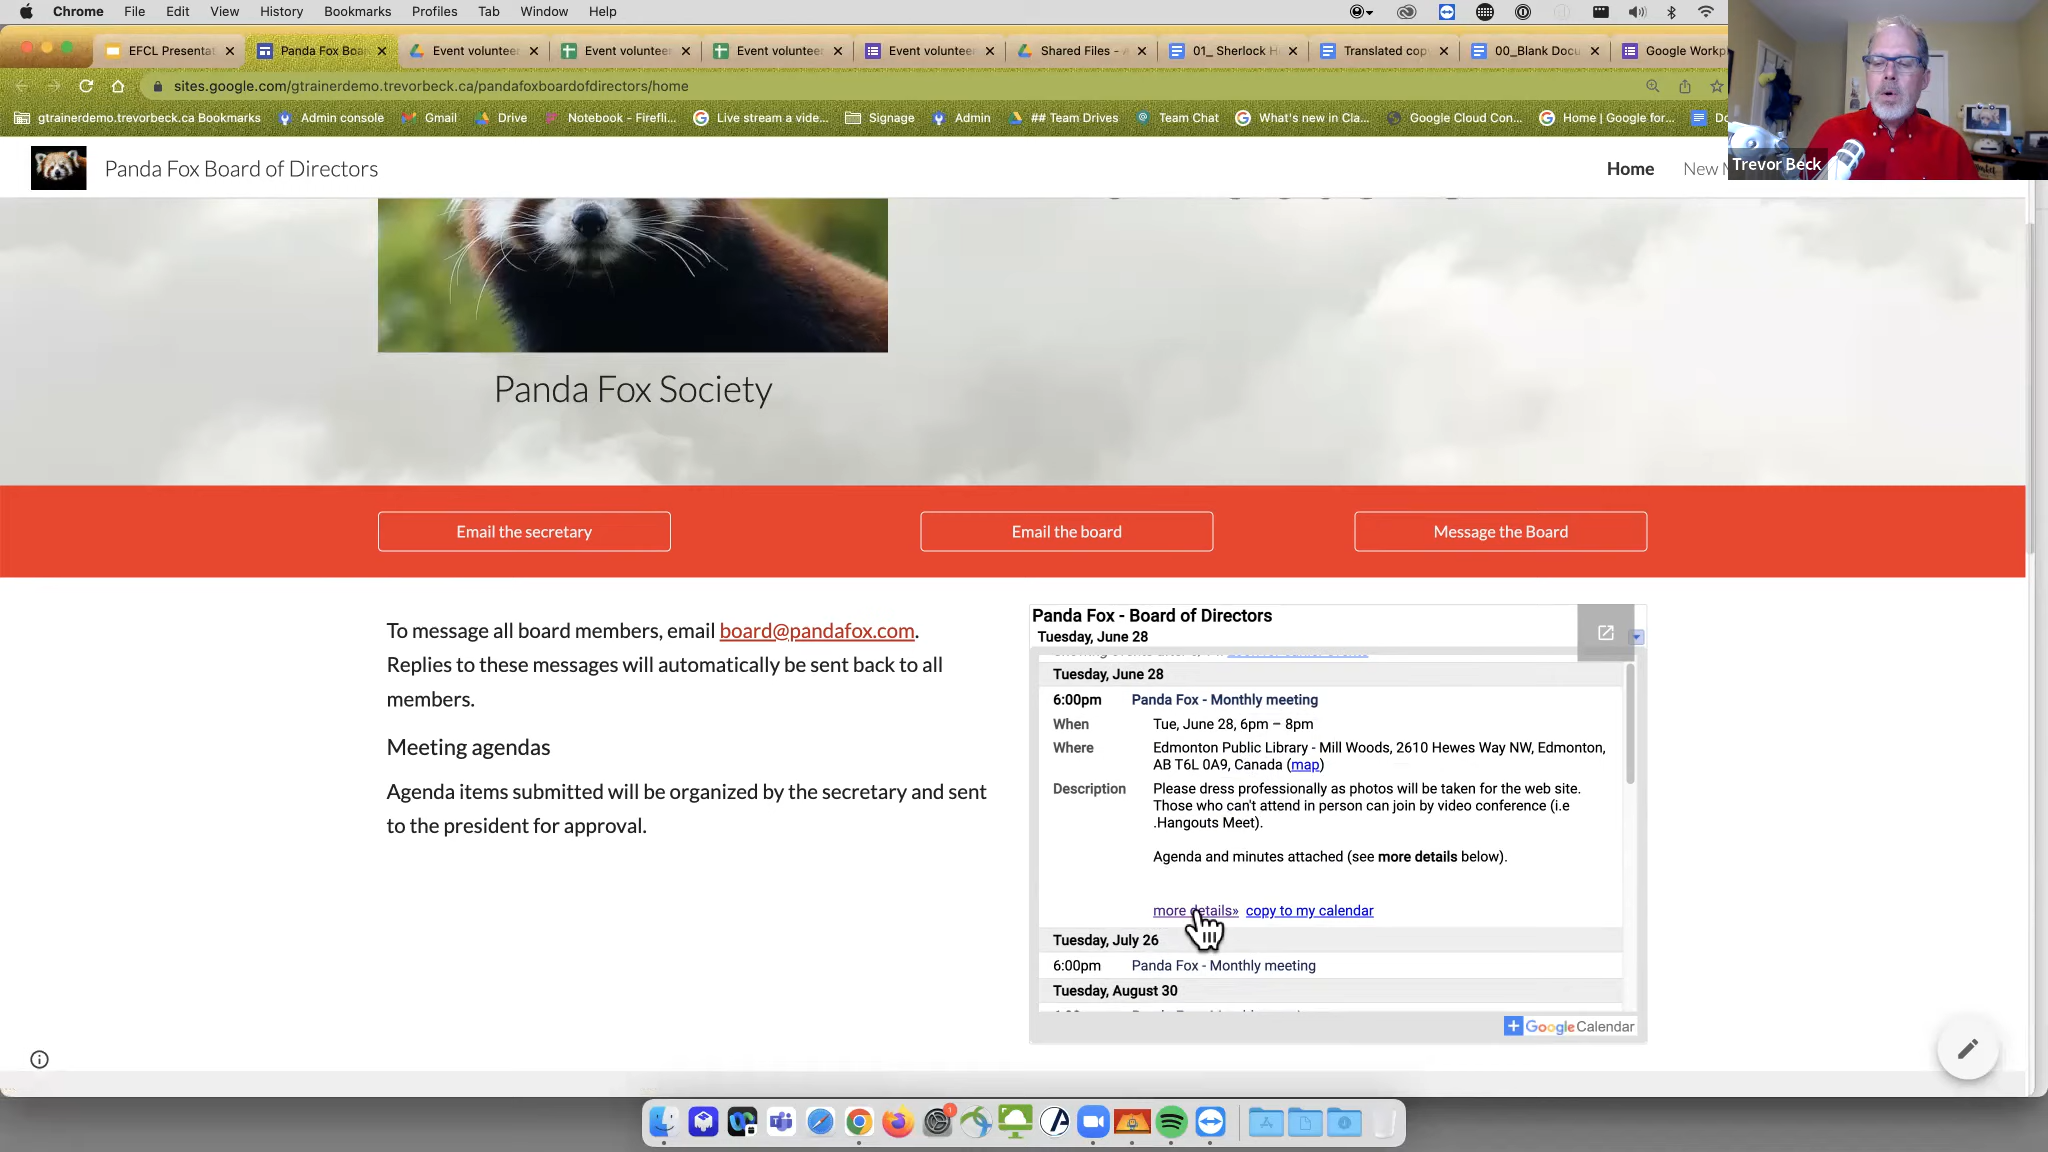 Chrome File Edit View History Bookmarks Profiles Tab Window Help
EFCL Presentat Panda Fox Boa Event voluntee Event voluntee Event voluntee Event voluntee Shared Files - 01_ Sherlock H Translated cop 00_Blank Docu Google Workp
sites.google.com/gtrainerdemo.trevorbeck.ca/pandafoxboardofdirectors/home
gtrainerdemo.trevorbeck.ca Bookmarks Admin console Gmail Drive Notebook - Firefli... Live stream a vide... Signage Admin ## Team Drives Team Chat What's new in Cla... Google Cloud Con... Home | Google for... Do
Trevor Beck
Panda Fox Board of Directors Home New
Panda Fox Society
Email the secretary Email the board Message the Board
To message all board members, email board@pandafox.com.
Replies to these messages will automatically be sent back to all
members.
Meeting agendas
Agenda items submitted will be organized by the secretary and sent
to the president for approval.
Panda Fox - Board of Directors
Tuesday, June 28
Tuesday, June 28
6:00pm Panda Fox - Monthly meeting
When Tue, June 28, 6pm – 8pm
Where Edmonton Public Library - Mill Woods, 2610 Hewes Way NW, Edmonton,
AB T6L 0A9, Canada (map)
Description Please dress professionally as photos will be taken for the web site.
Those who can't attend in person can join by video conference (i.e
.Hangouts Meet).
Agenda and minutes attached (see more details below).
more details» copy to my calendar
Tuesday, July 26
6:00pm Panda Fox - Monthly meeting
Tuesday, August 30
Google Calendar